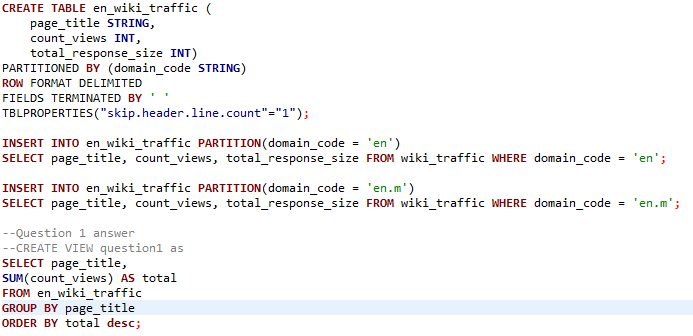 CREATE TABLE en_wiki_traffic (
    page_title STRING,
    count_views INT,
    total_response_size INT)
PARTITIONED BY (domain_code STRING)
ROW FORMAT DELIMITED
FIELDS TERMINATED BY ' '
TBLPROPERTIES("skip.header.line.count"="1");

INSERT INTO en_wiki_traffic PARTITION(domain_code = 'en')
SELECT page_title, count_views, total_response_size FROM wiki_traffic WHERE domain_code = 'en';

INSERT INTO en_wiki_traffic PARTITION(domain_code = 'en.m')
SELECT page_title, count_views, total_response_size FROM wiki_traffic WHERE domain_code = 'en.m';

--Question 1 answer
--CREATE VIEW question1 as
SELECT page_title,
SUM(count_views) AS total
FROM en_wiki_traffic
GROUP BY page_title
ORDER BY total desc;